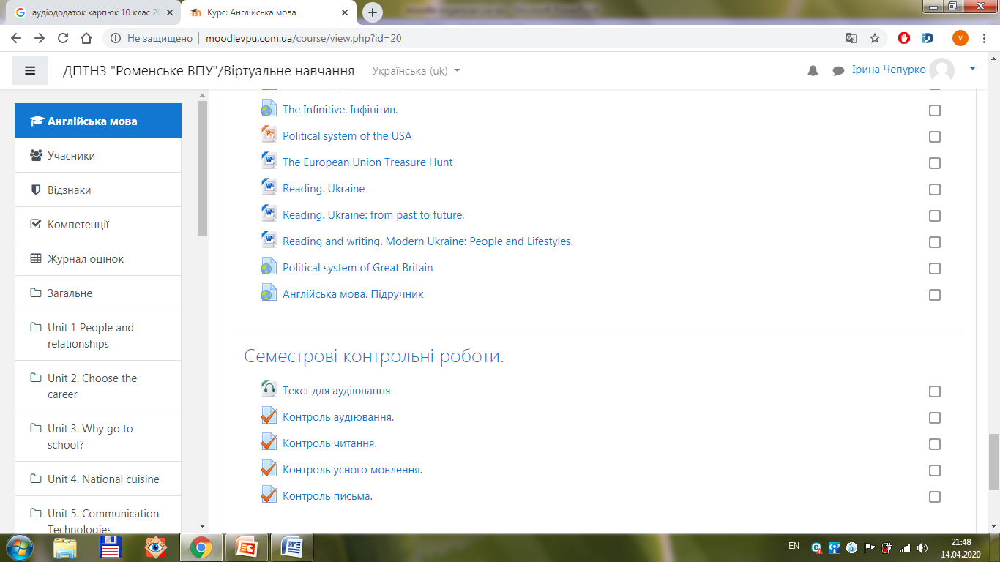 аудіододаток карпюк 10 клас 20
Курс: Англійська мова
Не защищено
moodlevpu.com.ua/course/view.php?id=20
v
ДПТНЗ "Роменське ВПУ"/Віртуальне навчання
Українська (uk)
Ірина Чепурко
Англійська мова
Учасники
Відзнаки
Компетенції
Журнал оцінок
Загальне
Unit 1 People and
relationships
Unit 2. Choose the
career
Unit 3. Why go to
school?
Unit 4. National cuisine
Unit 5. Communication
Technologies
The Infinitive. Інфінітив.
Political system of the USA
The European Union Treasure Hunt
Reading. Ukraine
Reading. Ukraine: from past to future.
Reading and writing. Modern Ukraine: People and Lifestyles.
Political system of Great Britain
Англійська мова. Підручник
Семестрові контрольні роботи.
Текст для аудіювання
Контроль аудіювання.
Контроль читання.
Контроль усного мовлення.
Контроль письма.
EN
21:48
14.04.2020